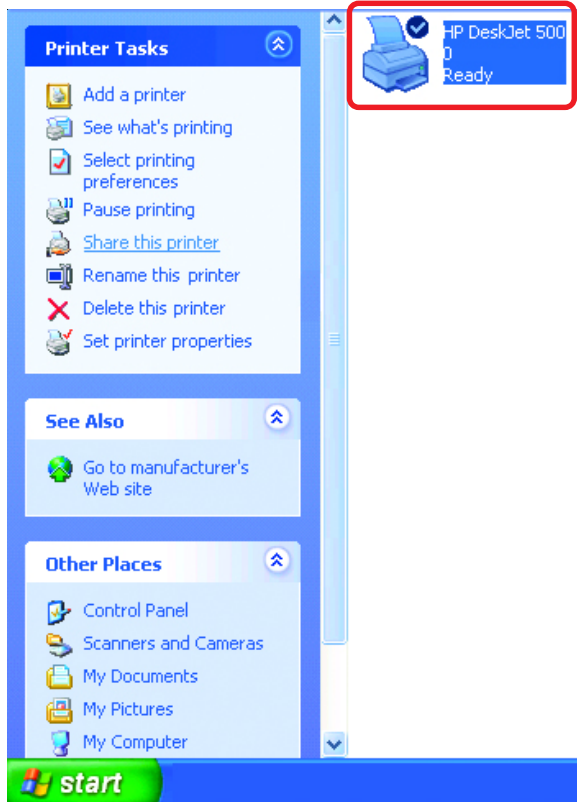 Printer Tasks
Add a printer
See what's printing
Select printing
preferences
Pause printing
Share this printer
Rename this printer
Delete this printer
Set printer properties
See Also
Go to manufacturer's
Web site
Other Places
Control Panel
Scanners and Cameras
My Documents
My Pictures
My Computer
HP DeskJet 500
0
Ready
start